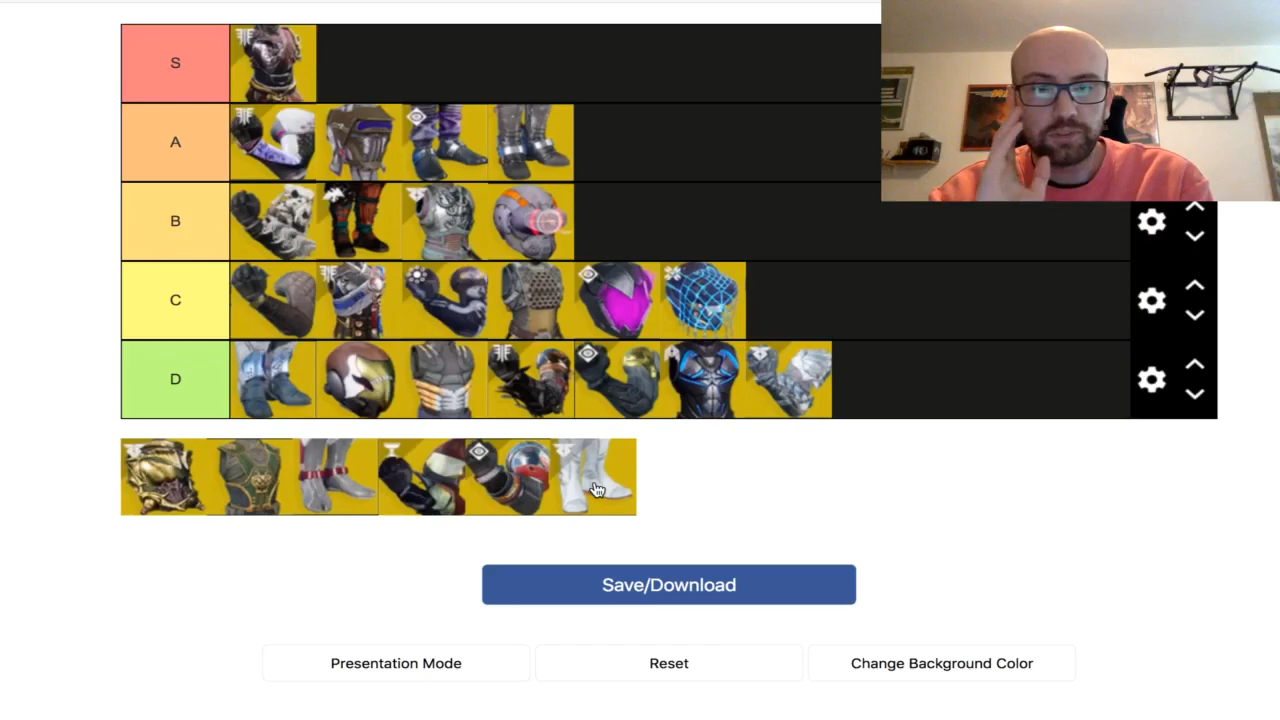 S
A
B
C
D
Save/Download
Presentation Mode
Reset
Change Background Color